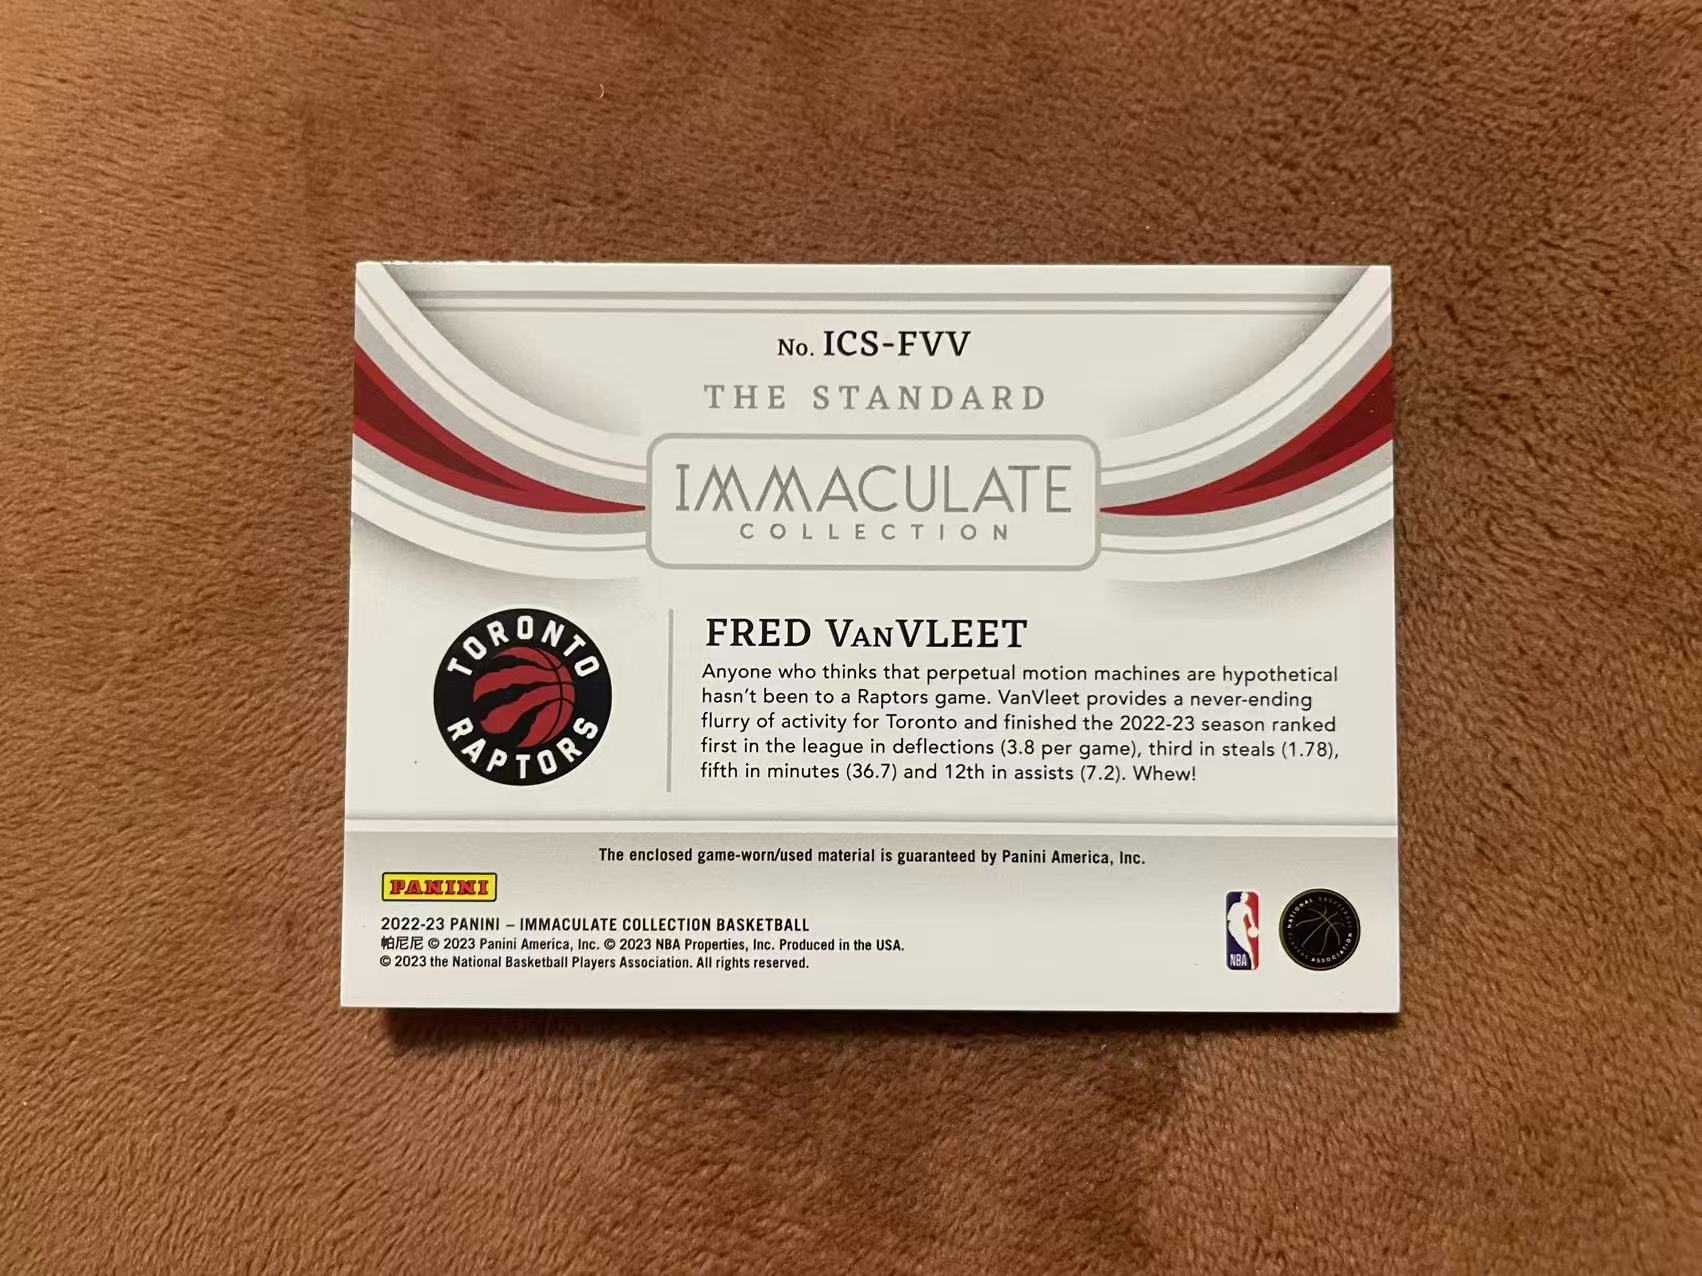 No. ICS-FVV
THE STANDARD
IMMACULATE
COLLECTION
TORONTO
RAPTORS
FRED VanVLEET
Anyone who thinks that perpetual motion machines are hypothetical
hasn't been to a Raptors game. VanVleet provides a never-ending
flurry of activity for Toronto and finished the 2022-23 season ranked
first in the league in deflections (3.8 per game), third in steals (1.78),
fifth in minutes (36.7) and 12th in assists (7.2). Whew!
The enclosed game-worn/used material is guaranteed by Panini America, Inc.
PANINI
2022-23 PANINI – IMMACULATE COLLECTION BASKETBALL
帕尼尼 © 2023 Panini America, Inc. © 2023 NBA Properties, Inc. Produced in the USA.
© 2023 the National Basketball Players Association. All rights reserved.
NBA
NATIONAL BASKETBALL
PLAYERS ASSOCIATION